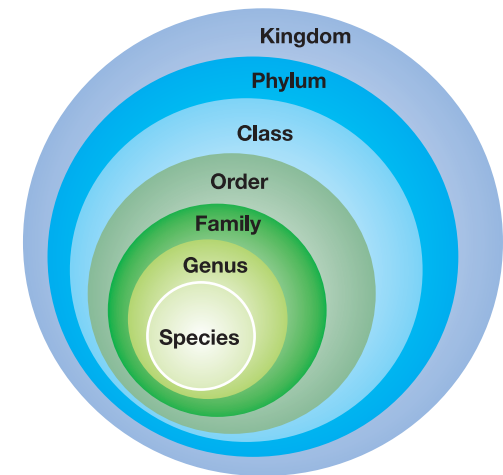 Kingdom
Phylum
Class
Order
Family
Genus
Species